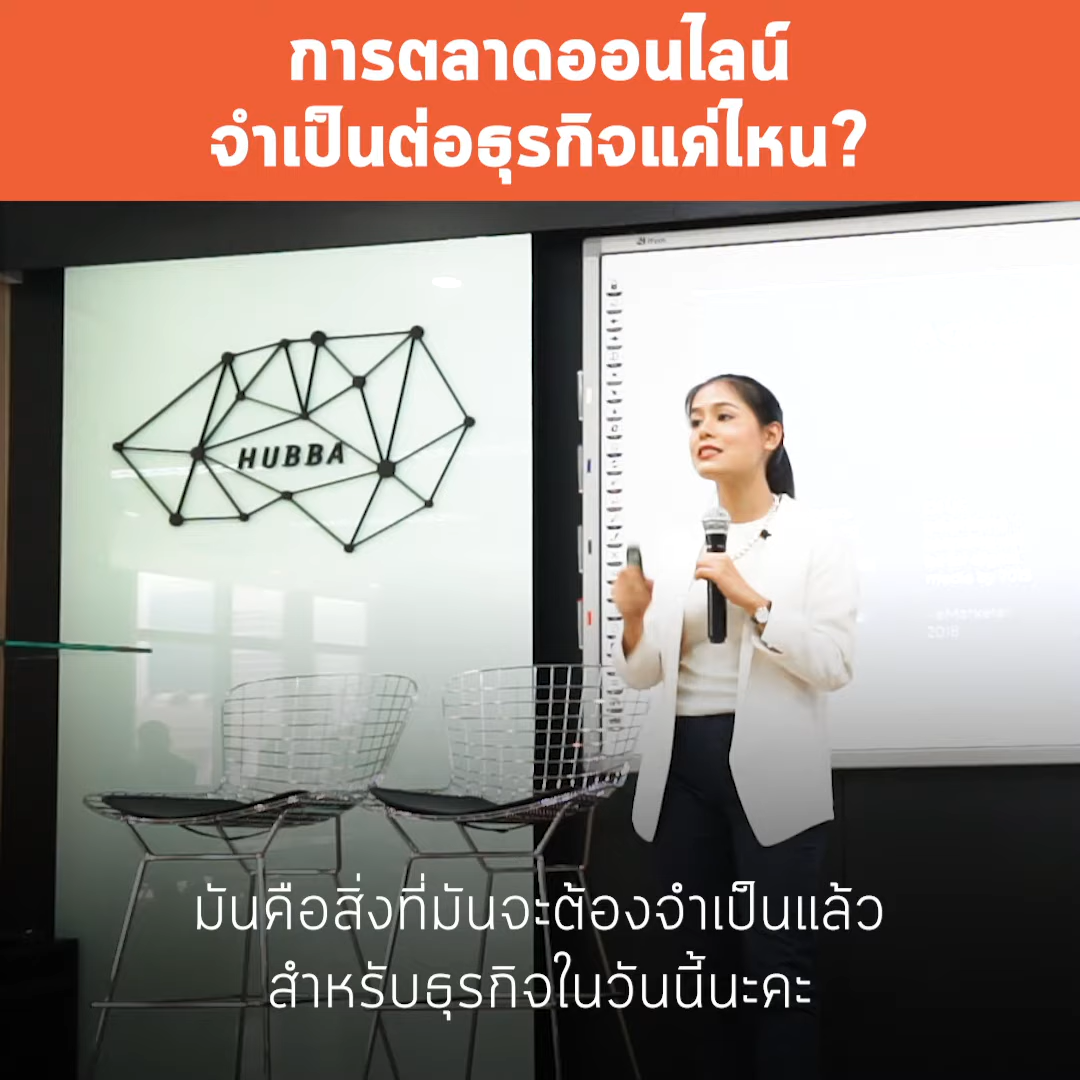 การตลาดออนไลน์
จำเป็นต่อธุรกิจแค่ไหน?
HUBBA
eMarketer
2018
มันคือสิ่งที่มันจะต้องจำเป็นแล้ว
สำหรับธุรกิจในวันนี้นะคะ